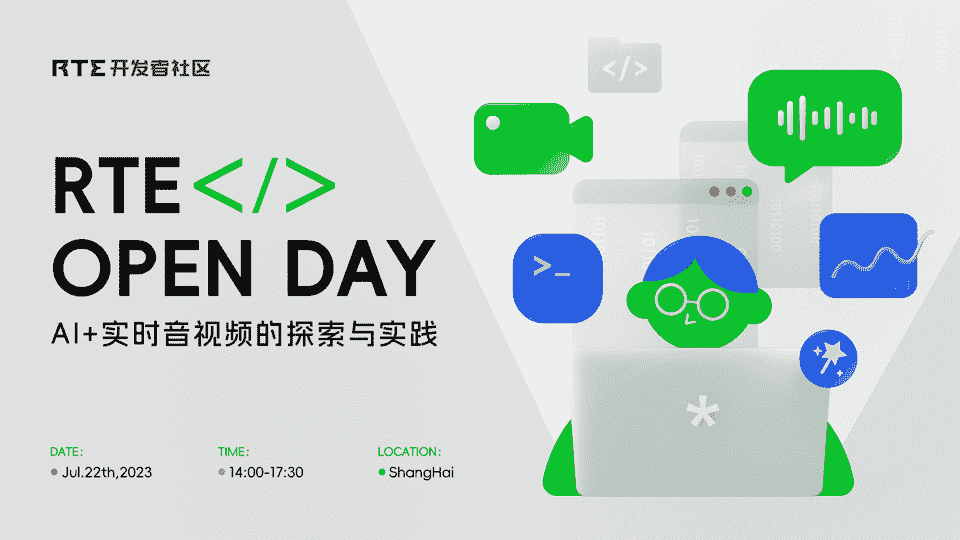 RTE开发者社区
RTE</>
OPEN DAY
AI+实时音视频的探索与实践
DATE: TIME: LOCATION:
Jul.22th,2023 14:00-17:30 ShangHai
</>
>_
*